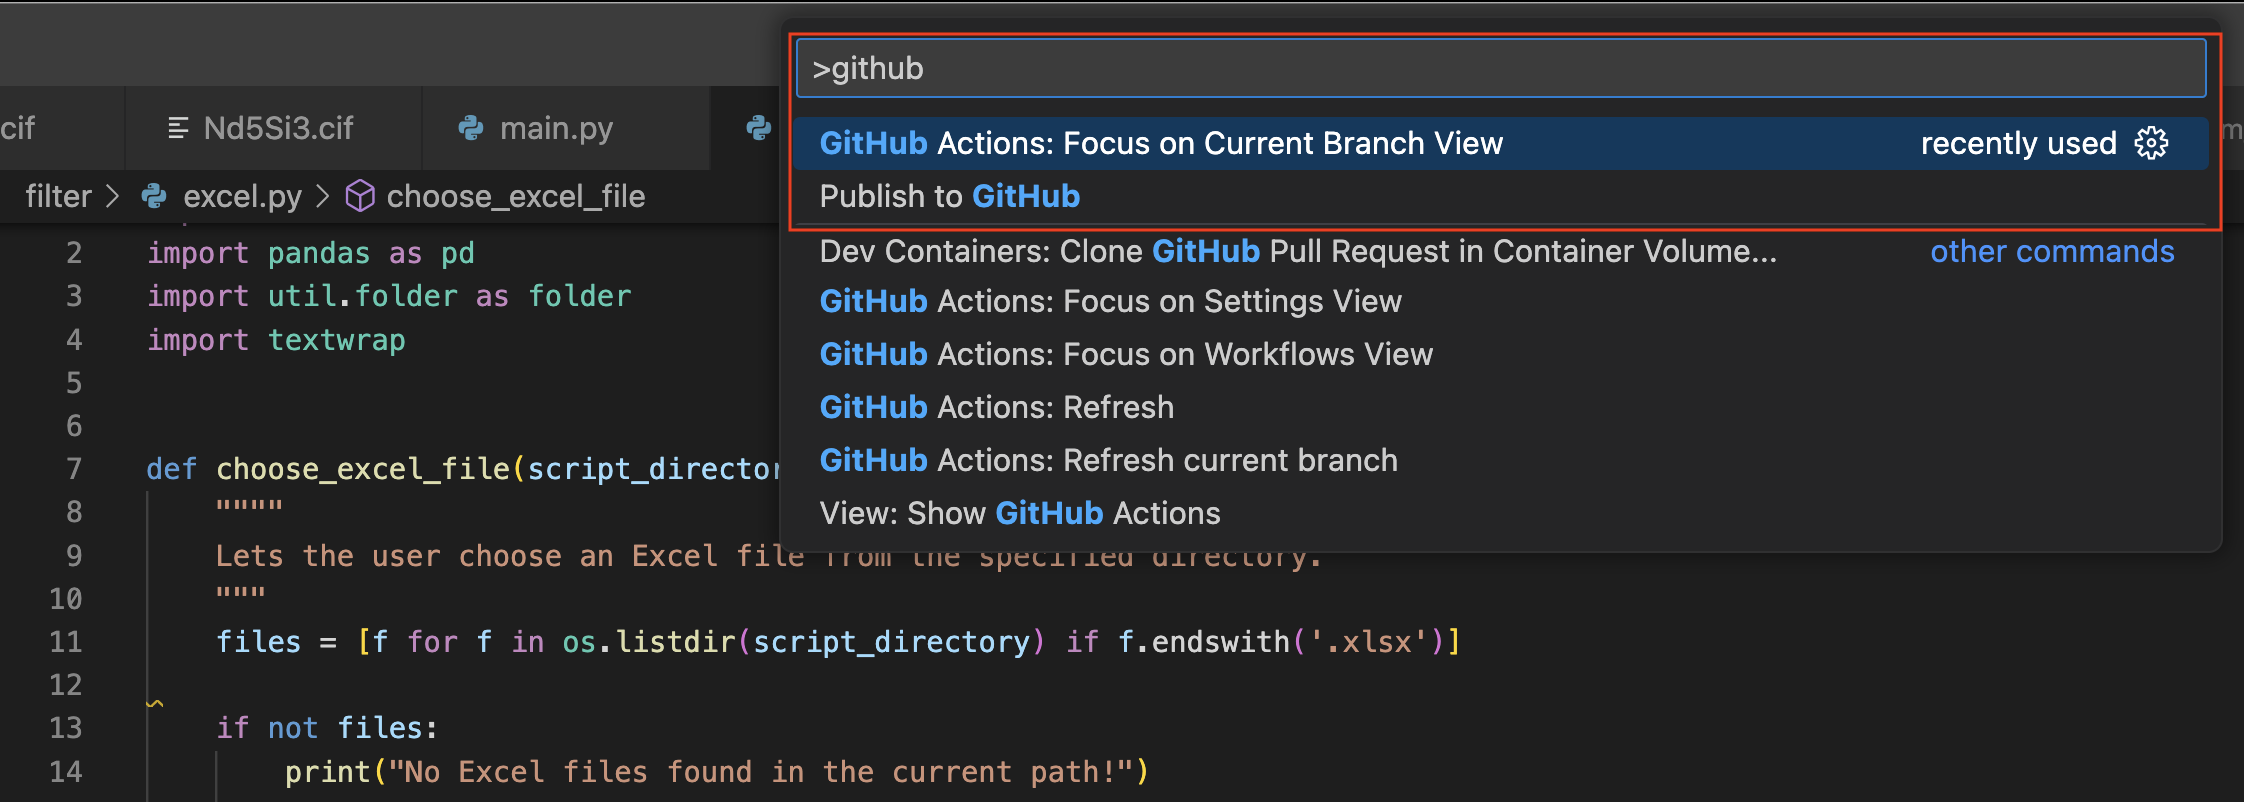 >github
cif
Nd5Si3.cif
main.py
GitHub Actions: Focus on Current Branch View
recently used
Publish to GitHub
filter > excel.py > choose_excel_file
Dev Containers: Clone GitHub Pull Request in Container Volume...
other commands
GitHub Actions: Focus on Settings View
GitHub Actions: Focus on Workflows View
GitHub Actions: Refresh
GitHub Actions: Refresh current branch
View: Show GitHub Actions
2 import pandas as pd
3 import util.folder as folder
4 import textwrap
5
6
7 def choose_excel_file(script_director
8 """"
9 Lets the user choose an Excel file from the specified directory.
10 """
11 files = [f for f in os.listdir(script_directory) if f.endswith('.xlsx')]
12
13 if not files:
14 print("No Excel files found in the current path!")